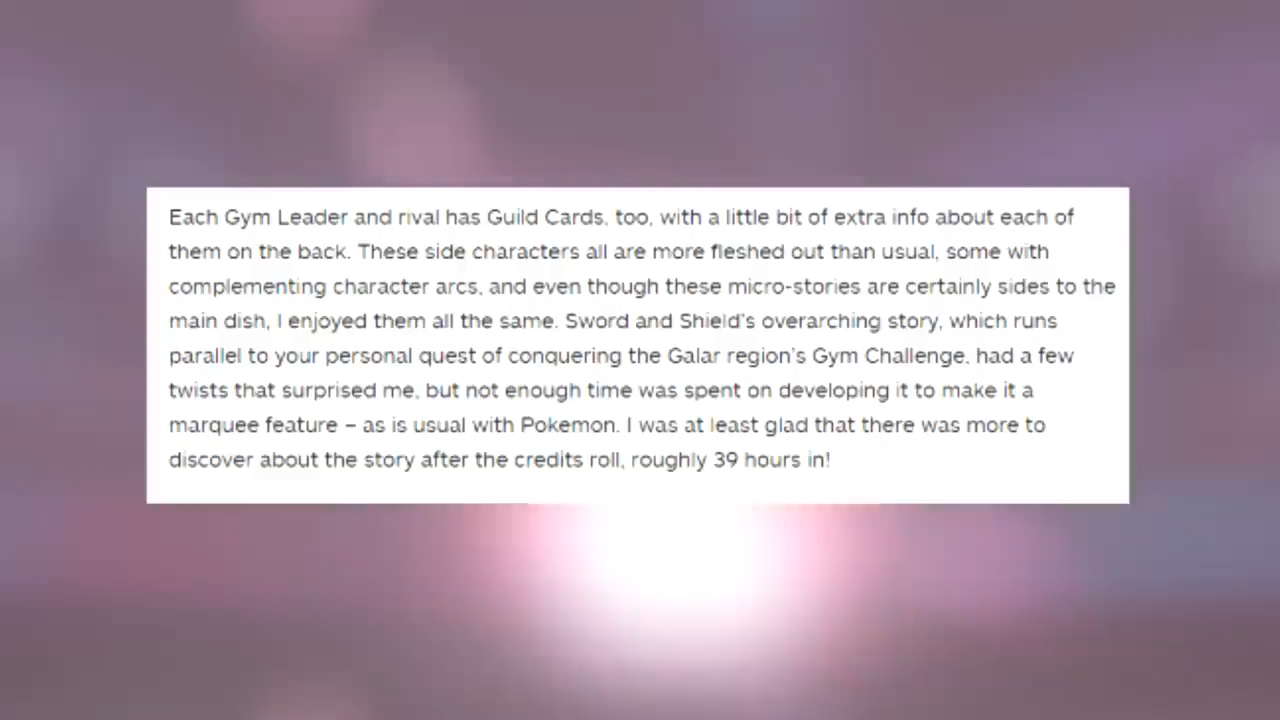 Each Gym Leader and rival has Guild Cards, too, with a little bit of extra info about each of
them on the back. These side characters all are more fleshed out than usual, some with
complementing character arcs, and even though these micro-stories are certainly sides to the
main dish, I enjoyed them all the same. Sword and Shield's overarching story, which runs
parallel to your personal quest of conquering the Galar region's Gym Challenge, had a few
twists that surprised me, but not enough time was spent on developing it to make it a
marquee feature – as is usual with Pokemon. I was at least glad that there was more to
discover about the story after the credits roll, roughly 39 hours in!